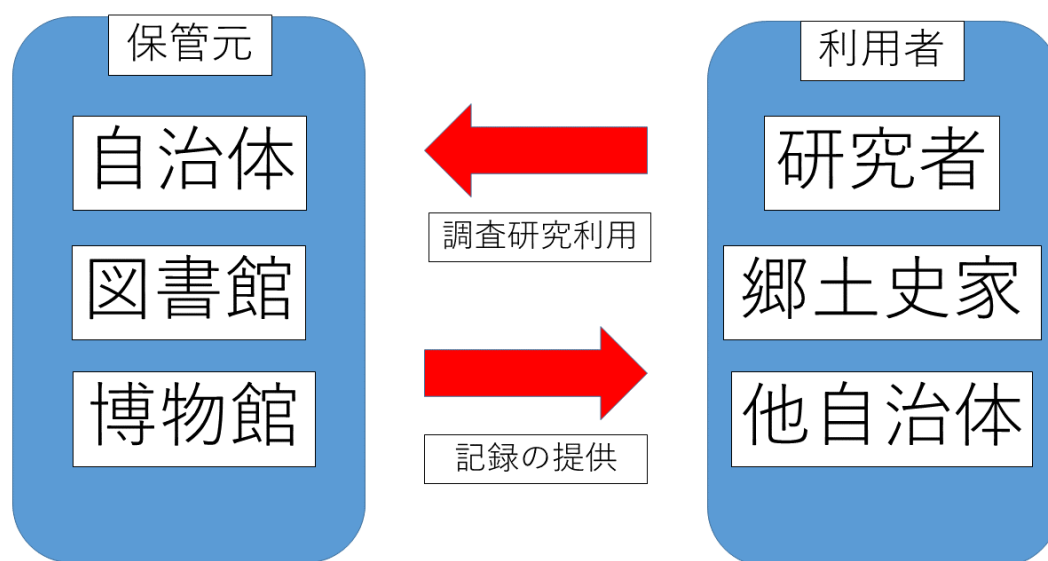 保管元
自治体
図書館
博物館
調査研究利用
記録の提供
利用者
研究者
郷土史家
他自治体